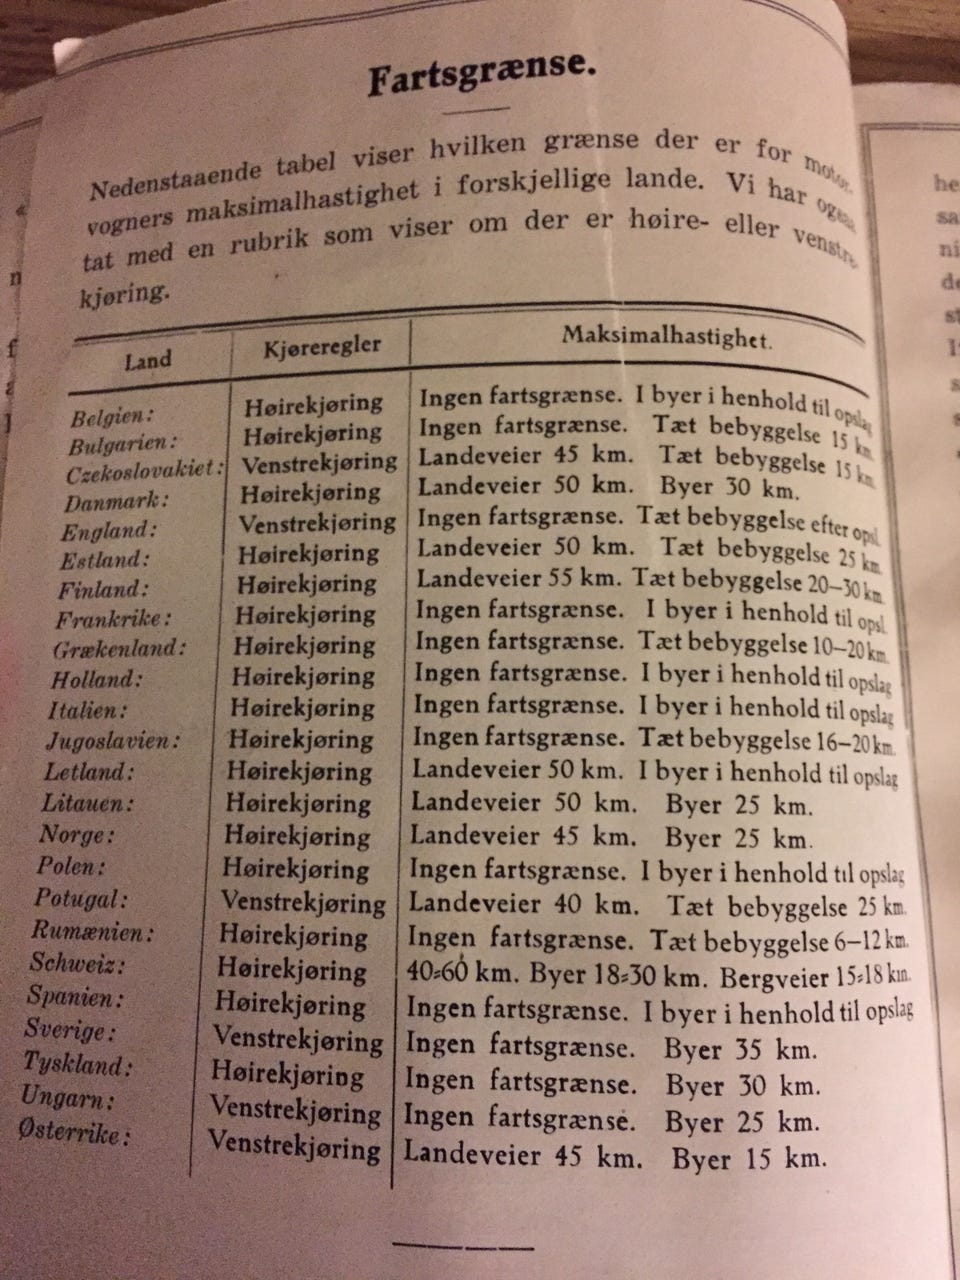 Fartsgrænse.
Nedenstaaende tabel viser hvilken grænse der er for motor-
vogners maksimalhastighet i forskjellige lande. Vi har ogsaa
tat med en rubrik som viser om der er høire- eller venstre-
kjøring.
Land Kjøreregler Maksimalhastighet.
Belgien: Høirekjøring Ingen fartsgrænse. I byer i henhold til opslag
Bulgarien: Høirekjøring Ingen fartsgrænse. Tæt bebyggelse 15 km.
Czekoslovakiet: Venstrekjøring Landeveier 45 km. Tæt bebyggelse 15 km.
Danmark: Høirekjøring Landeveier 50 km. Byer 30 km.
England: Venstrekjøring Ingen fartsgrænse. Tæt bebyggelse efter opsl.
Estland: Høirekjøring Landeveier 50 km. Tæt bebyggelse 25 km.
Finland: Høirekjøring Landeveier 55 km. Tæt bebyggelse 20–30 km.
Frankrike: Høirekjøring Ingen fartsgrænse. I byer i henhold til opsl.
Grækenland: Høirekjøring Ingen fartsgrænse. Tæt bebyggelse 10–20 km.
Holland: Høirekjøring Ingen fartsgrænse. I byer i henhold til opslag
Italien: Høirekjøring Ingen fartsgrænse. I byer i henhold til opslag
Jugoslavien: Høirekjøring Ingen fartsgrænse. Tæt bebyggelse 16–20 km.
Letland: Høirekjøring Landeveier 50 km. I byer i henhold til opslag
Litauen: Høirekjøring Landeveier 50 km. Byer 25 km.
Norge: Høirekjøring Landeveier 45 km. Byer 25 km.
Polen: Høirekjøring Ingen fartsgrænse. I byer i henhold til opslag
Potugal: Venstrekjøring Landeveier 40 km. Tæt bebyggelse 25 km.
Rumænien: Høirekjøring Ingen fartsgrænse. Tæt bebyggelse 6–12 km.
Schweiz: Høirekjøring 40-60 km. Byer 18-30 km. Bergveier 15-18 km.
Spanien: Høirekjøring Ingen fartsgrænse. I byer i henhold til opslag
Sverige: Venstrekjøring Ingen fartsgrænse. Byer 35 km.
Tyskland: Høirekjøring Ingen fartsgrænse. Byer 30 km.
Ungarn: Venstrekjøring Ingen fartsgrænse. Byer 25 km.
Østerrike: Venstrekjøring Landeveier 45 km. Byer 15 km.